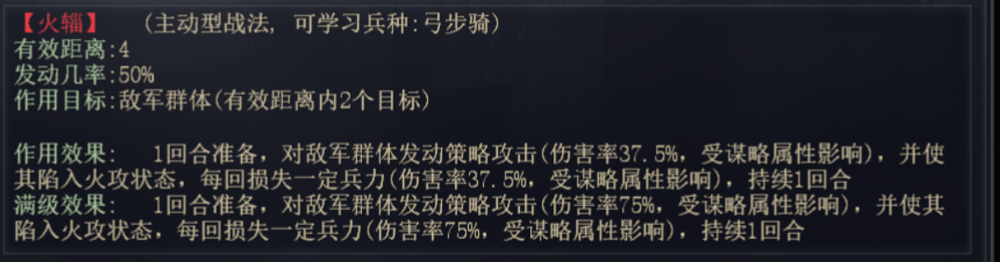 【火辎】 (主动型战法, 可学习兵种:弓步骑)
有效距离:4
发动几率:50%
作用目标:敌军群体(有效距离内2个目标)
作用效果: 1回合准备, 对敌军群体发动策略攻击(伤害率37.5%, 受谋略属性影响), 并使
其陷入火攻状态, 每回损失一定兵力(伤害率37.5%, 受谋略属性影响), 持续1回合
满级效果: 1回合准备, 对敌军群体发动策略攻击(伤害率75%, 受谋略属性影响), 并使其
陷入火攻状态, 每回损失一定兵力(伤害率75%, 受谋略属性影响), 持续1回合